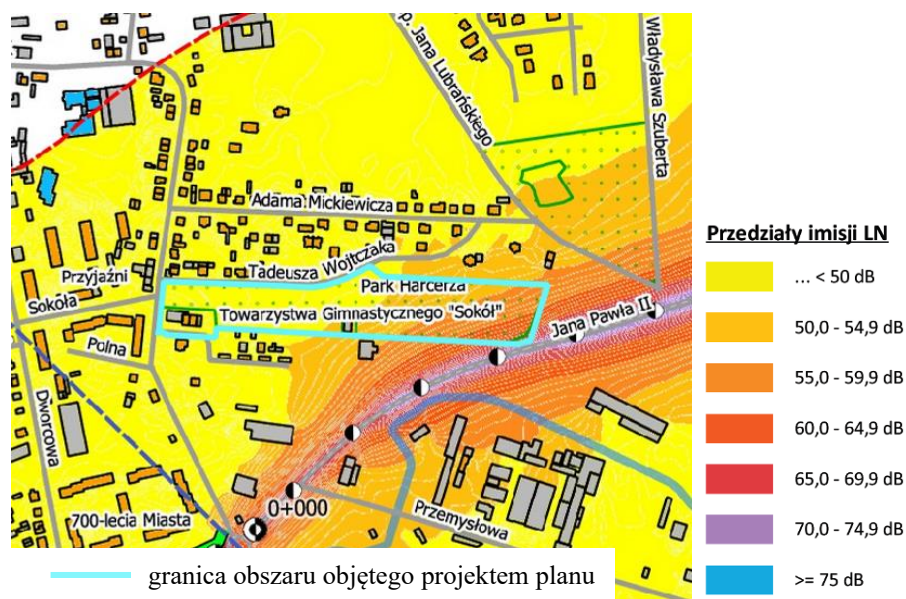 p. Jana Lubrańskiego
Władysława Szuberta
Adama Mickiewicza
Tadeusza Wojtczaka
Przyjaźni
Park Harcerza
Sokoła
Towarzystwa Gimnastycznego "Sokół"
Jana Pawła II
Polna
Dworcowa
0+000
Przemysłowa
700-lecia Miasta
granica obszaru objętego projektem planu
Przedziały imisji LN
... < 50 dB
50,0 - 54,9 dB
55,0 - 59,9 dB
60,0 - 64,9 dB
65,0 - 69,9 dB
70,0 - 74,9 dB
>= 75 dB